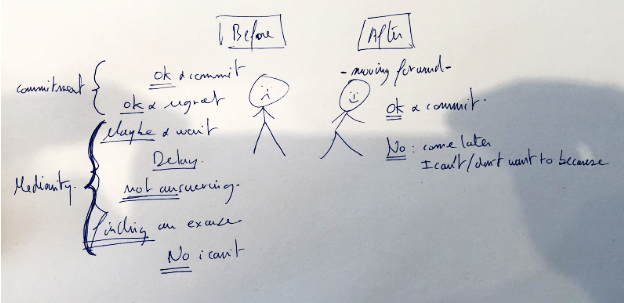 Before
After
commitment
ok & commit
ok & regret
Mediocrity.
Maybe & wait
Delay.
not answering.
finding an excuse
No i can't
- moving forward -
Ok & commit.
No : come later
I can't / don't want to because